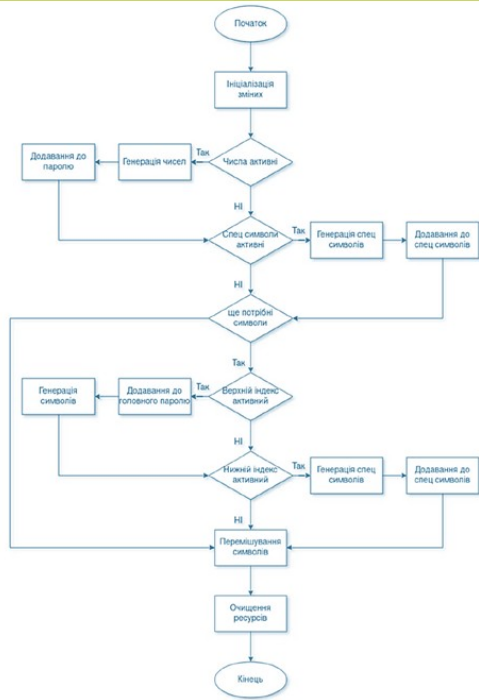 Початок
Ініціалізація
змінних
Так
Додавання до
паролю
Генерація чисел
Числа активні
НІ
Спец символи
активні
Так
Генерація спец
символів
Додавання до
спец символів
НІ
ще потрібні
символи
Так
Генерація
символів
Додавання до
головного паролю
Так
Верхній індекс
активний
НІ
Нижній індекс
активний
Так
Генерація спец
символів
Додавання до
спец символів
НІ
Перемішування
символів
Очищення
ресурсів
Кінець